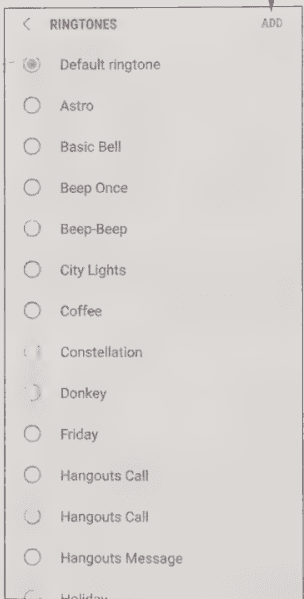 RINGTONES ADD
Default ringtone
Astro
Basic Bell
Beep Once
Beep-Beep
City Lights
Coffee
Constellation
Donkey
Friday
Hangouts Call
Hangouts Call
Hangouts Message
Holiday